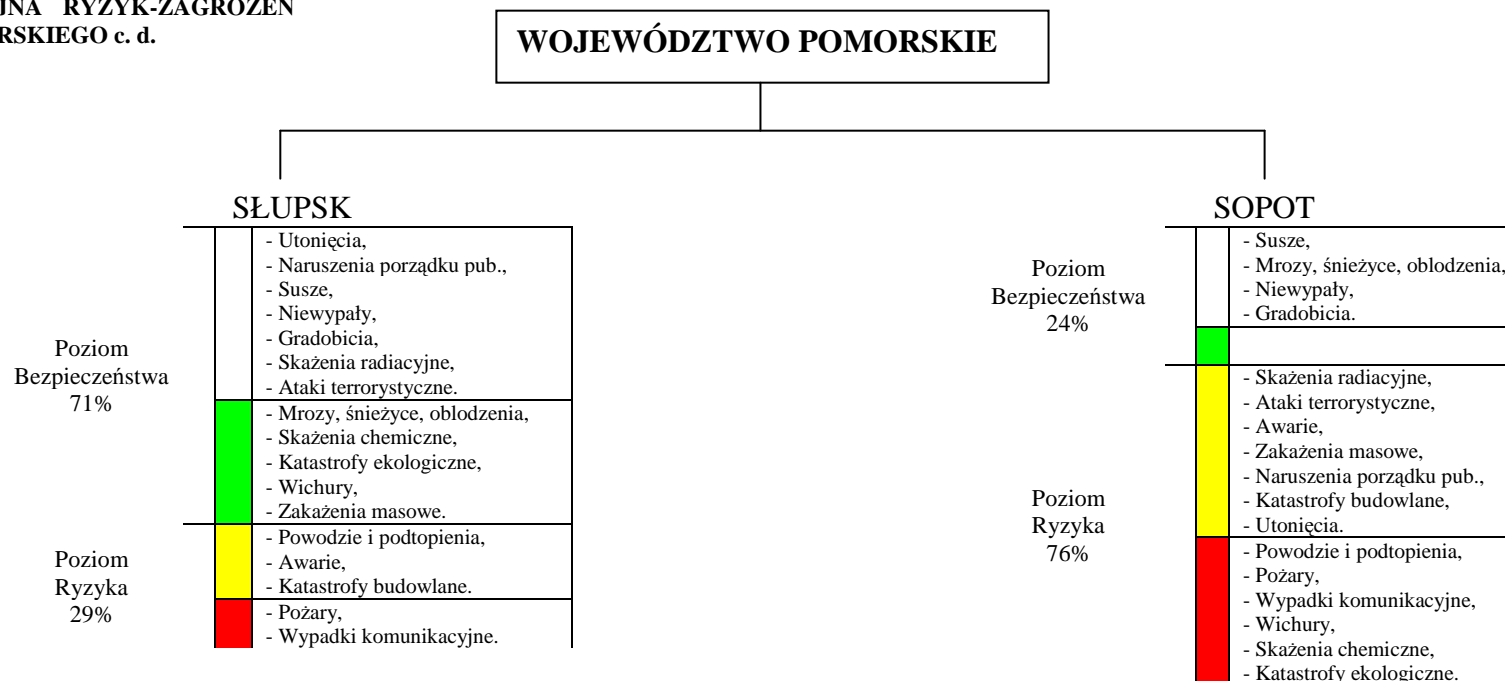 JNA RYZYK-ZAGROŻEŃ
RSKIEGO c. d.
WOJEWÓDZTWO POMORSKIE
SŁUPSK
Poziom
Bezpieczeństwa
71%
- Utonięcia,
- Naruszenia porządku pub.,
- Susze,
- Niewypały,
- Gradobicia,
- Skażenia radiacyjne,
- Ataki terrorystyczne.
- Mrozy, śnieżyce, oblodzenia,
- Skażenia chemiczne,
- Katastrofy ekologiczne,
- Wichury,
- Zakażenia masowe.
Poziom
Ryzyka
29%
- Powodzie i podtopienia,
- Awarie,
- Katastrofy budowlane.
- Pożary,
- Wypadki komunikacyjne.
SOPOT
Poziom
Bezpieczeństwa
24%
- Susze,
- Mrozy, śnieżyce, oblodzenia,
- Niewypały,
- Gradobicia.
Poziom
Ryzyka
76%
- Skażenia radiacyjne,
- Ataki terrorystyczne,
- Awarie,
- Zakażenia masowe,
- Naruszenia porządku pub.,
- Katastrofy budowlane,
- Utonięcia.
- Powodzie i podtopienia,
- Pożary,
- Wypadki komunikacyjne,
- Wichury,
- Skażenia chemiczne,
- Katastrofy ekologiczne.